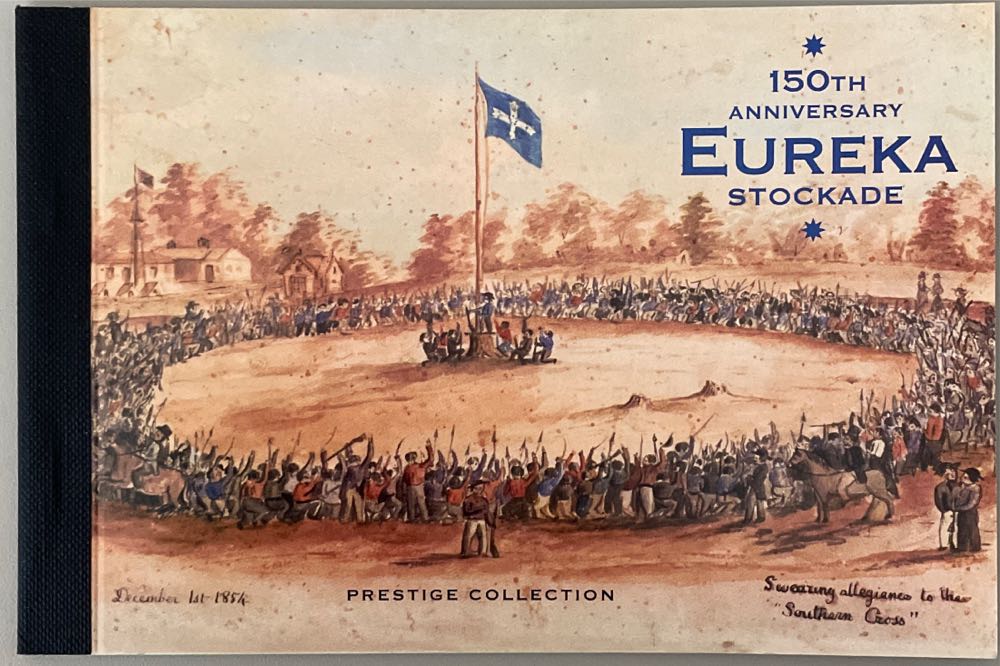 150TH
ANNIVERSARY
EUREKA
STOCKADE
December 1st 1854
PRESTIGE COLLECTION
Swearing allegiance to the
"Southern Cross"